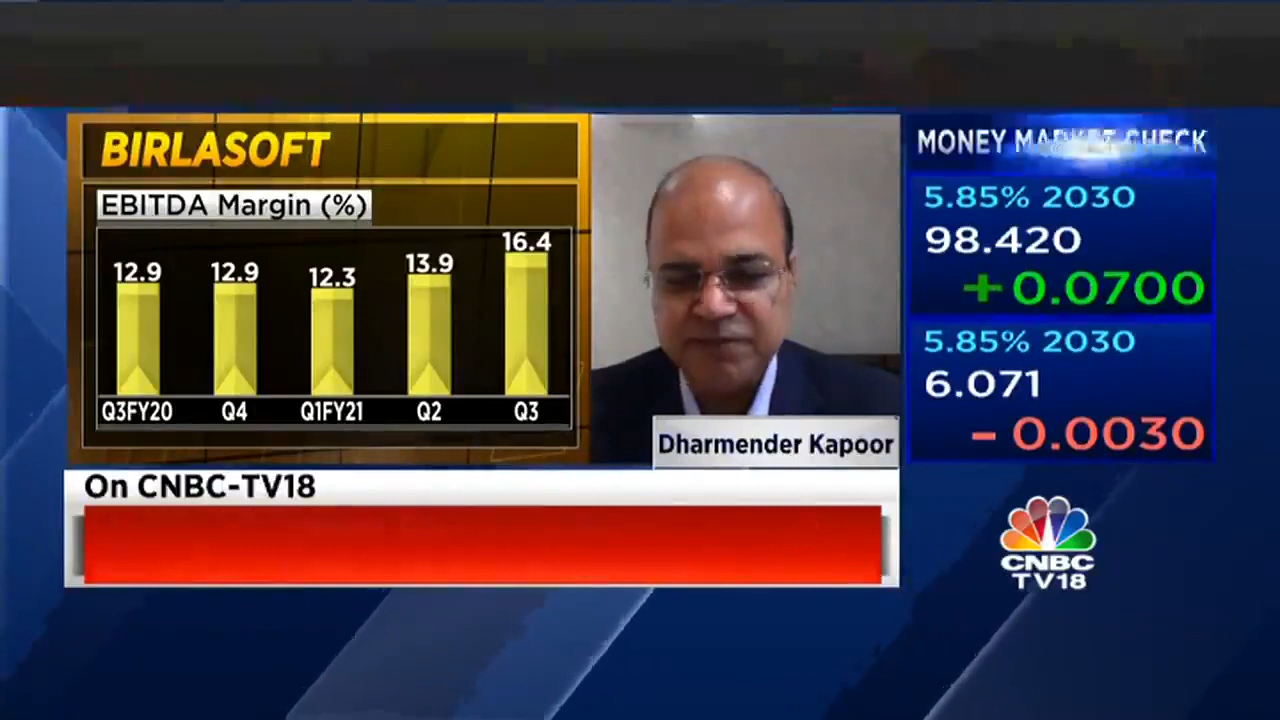 BIRLASOFT
EBITDA Margin (%)
12.9 12.9 12.3 13.9 16.4
Q3FY20 Q4 Q1FY21 Q2 Q3
Dharmender Kapoor
On CNBC-TV18
MONEY MARKET CHECK
5.85% 2030
98.420
+0.0700
5.85% 2030
6.071
- 0.0030
CNBC
TV18